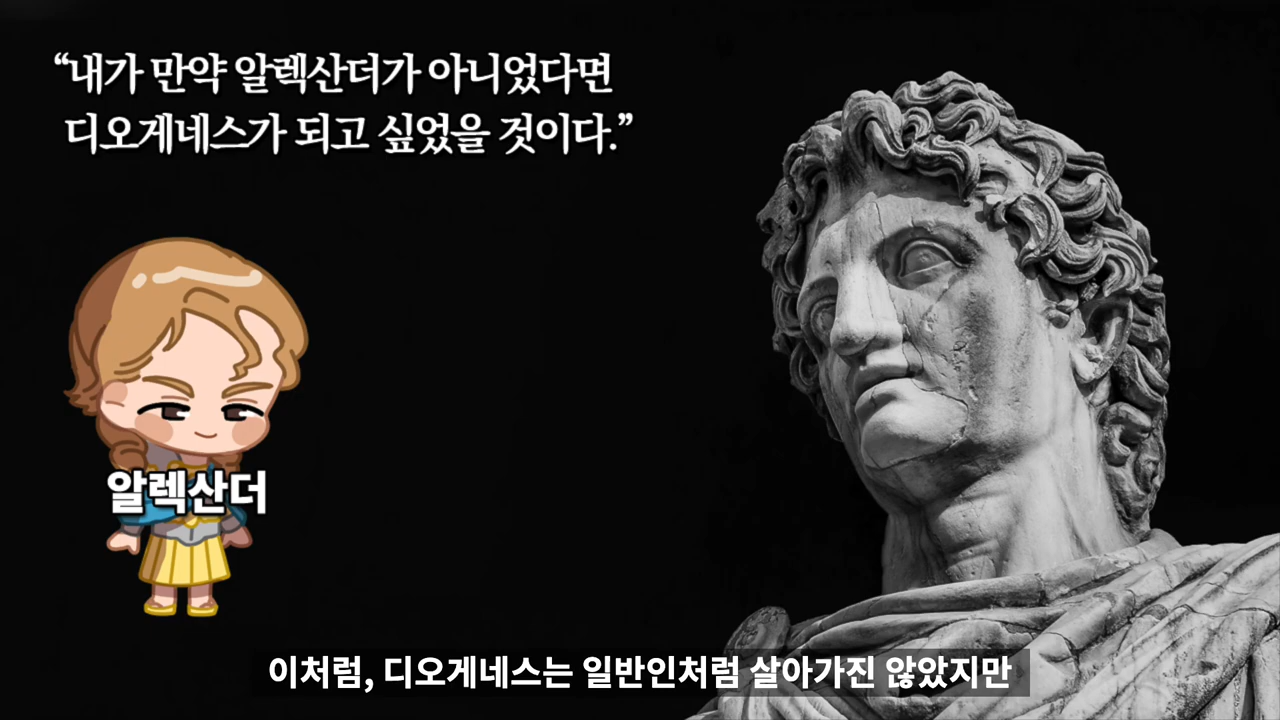 “내가 만약 알렉산더가 아니었다면
디오게네스가 되고 싶었을 것이다.”
알렉산더
이처럼, 디오게네스는 일반인처럼 살아가진 않았지만